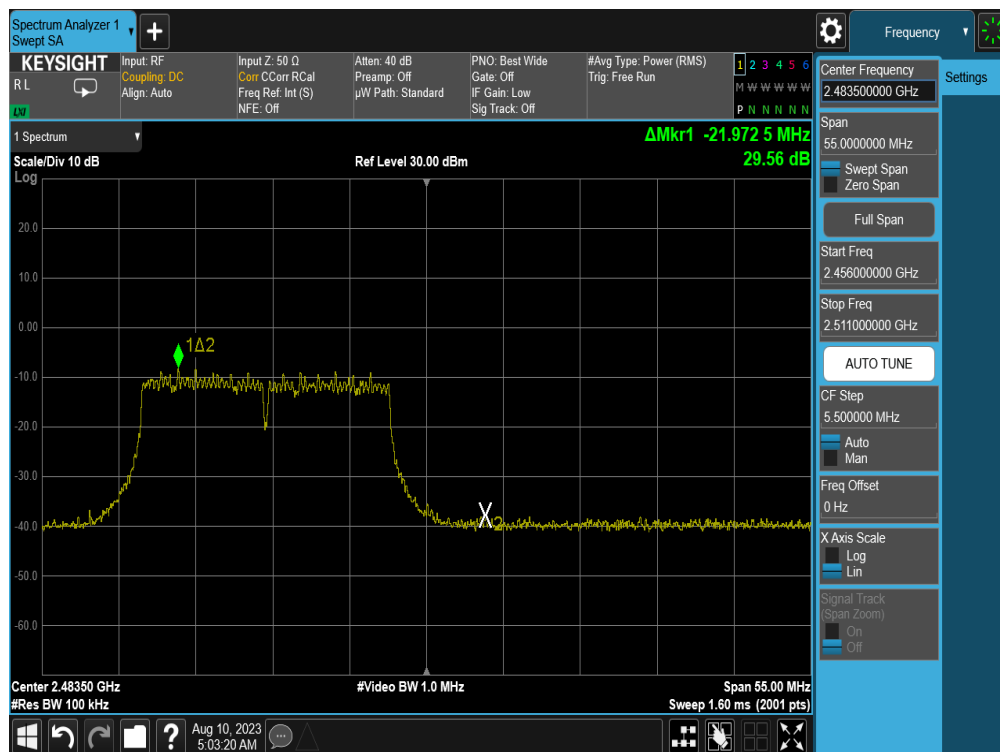 Spectrum Analyzer 1
Swept SA
Frequency
KEYSIGHT
R L
LXI
Input: RF
Coupling: DC
Align: Auto
Input Z: 50 Ω
Corr CCorr RCal
Freq Ref: Int (S)
NFE: Off
Atten: 40 dB
Preamp: Off
µW Path: Standard
PNO: Best Wide
Gate: Off
IF Gain: Low
Sig Track: Off
#Avg Type: Power (RMS)
Trig: Free Run
1 2 3 4 5 6
M W W W W W
P N N N N N
Center Frequency
2.483500000 GHz
Settings
Span
55.0000000 MHz
Swept Span
Zero Span
Full Span
Start Freq
2.456000000 GHz
Stop Freq
2.511000000 GHz
AUTO TUNE
CF Step
5.500000 MHz
Auto
Man
Freq Offset
0 Hz
X Axis Scale
Log
Lin
Signal Track
(Span Zoom)
On
Off
1 Spectrum
ΔMkr1 -21.972 5 MHz
Scale/Div 10 dB
Ref Level 30.00 dBm
29.56 dB
Log
20.0
10.0
0.00
1Δ2
-10.0
-20.0
-30.0
-40.0
X2
-50.0
-60.0
Center 2.48350 GHz
#Video BW 1.0 MHz
Span 55.00 MHz
#Res BW 100 kHz
Sweep 1.60 ms (2001 pts)
?
Aug 10, 2023
5:03:20 AM